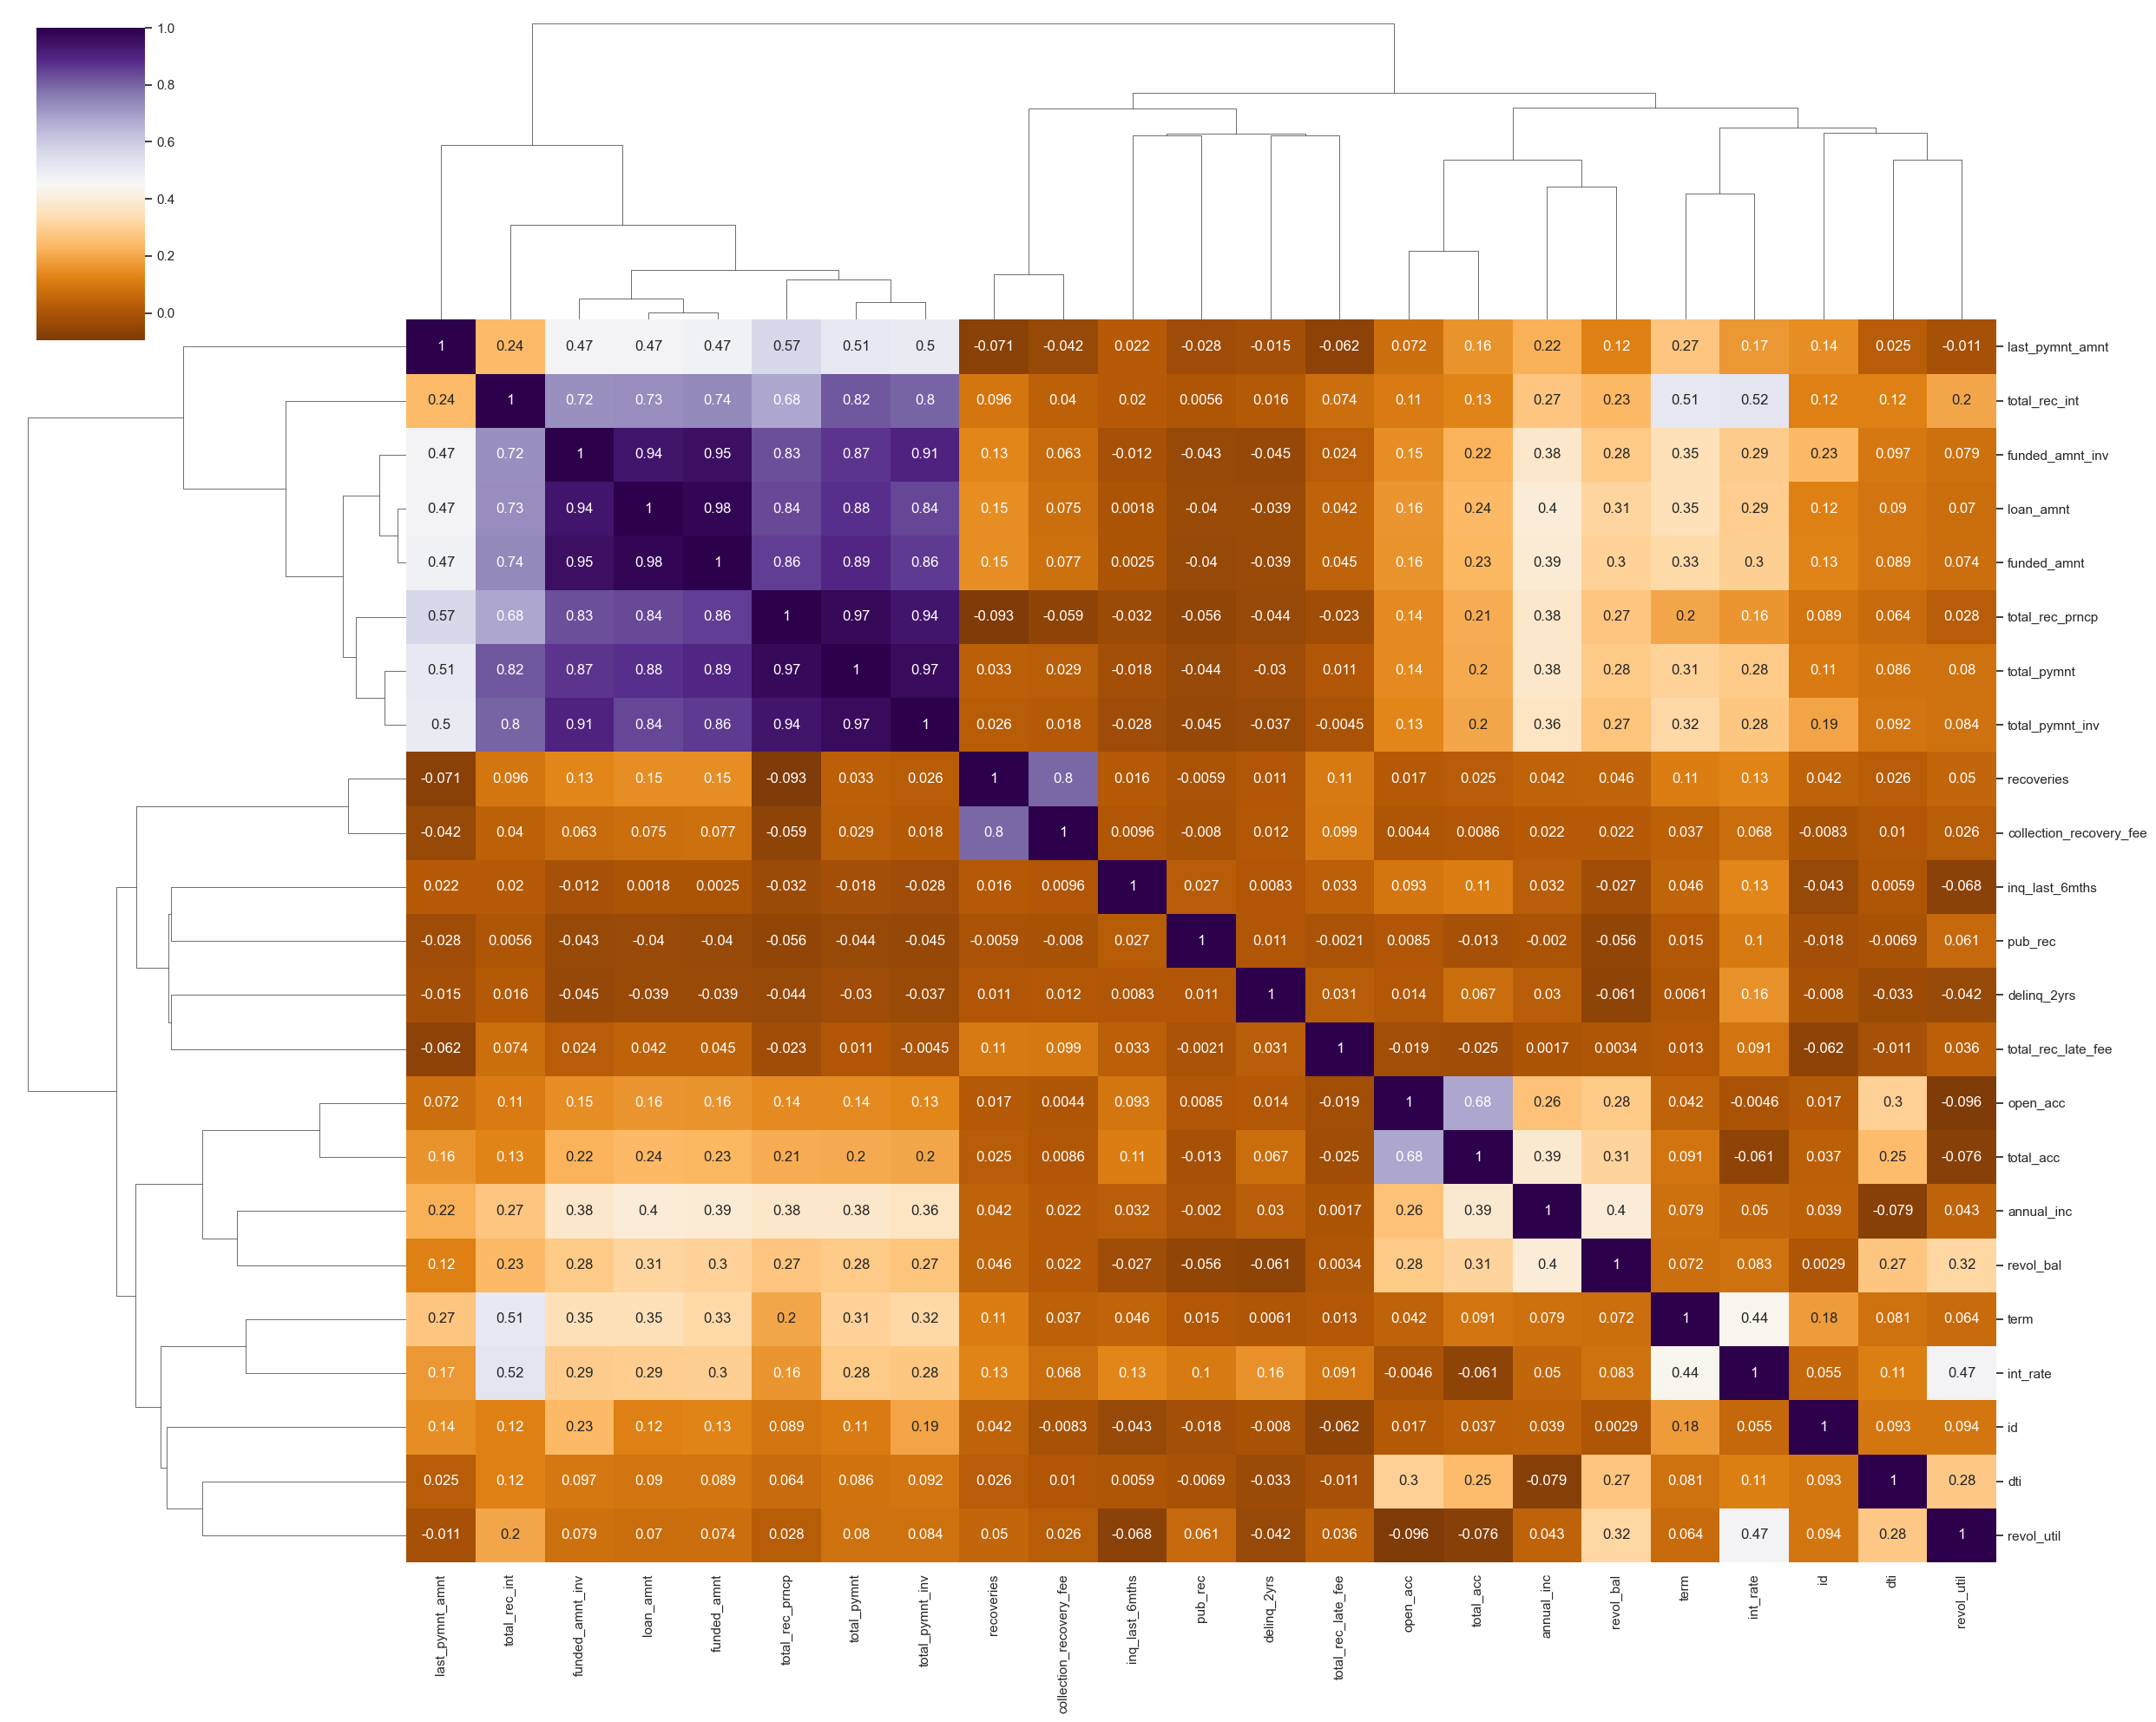 1.0
0.8
0.6
0.4
0.2
0.0
1 0.24 0.47 0.47 0.47 0.57 0.51 0.5 -0.071 -0.042 0.022 -0.028 -0.015 -0.062 0.072 0.16 0.22 0.12 0.27 0.17 0.14 0.025 -0.011 last_pymnt_amnt
0.24 1 0.72 0.73 0.74 0.68 0.82 0.8 0.096 0.04 0.02 0.0056 0.016 0.074 0.11 0.13 0.27 0.23 0.51 0.52 0.12 0.12 0.2 total_rec_int
0.47 0.72 1 0.94 0.95 0.83 0.87 0.91 0.13 0.063 -0.012 -0.043 -0.045 0.024 0.15 0.22 0.38 0.28 0.35 0.29 0.23 0.097 0.079 funded_amnt_inv
0.47 0.73 0.94 1 0.98 0.84 0.88 0.84 0.15 0.075 0.0018 -0.04 -0.039 0.042 0.16 0.24 0.4 0.31 0.35 0.29 0.12 0.09 0.07 loan_amnt
0.47 0.74 0.95 0.98 1 0.86 0.89 0.86 0.15 0.077 0.0025 -0.04 -0.039 0.045 0.16 0.23 0.39 0.3 0.33 0.3 0.13 0.089 0.074 funded_amnt
0.57 0.68 0.83 0.84 0.86 1 0.97 0.94 -0.093 -0.059 -0.032 -0.056 -0.044 -0.023 0.14 0.21 0.38 0.27 0.2 0.16 0.089 0.064 0.028 total_rec_prncp
0.51 0.82 0.87 0.88 0.89 0.97 1 0.97 0.033 0.029 -0.018 -0.044 -0.03 0.011 0.14 0.2 0.38 0.28 0.31 0.28 0.11 0.086 0.08 total_pymnt
0.5 0.8 0.91 0.84 0.86 0.94 0.97 1 0.026 0.018 -0.028 -0.045 -0.037 -0.0045 0.13 0.2 0.36 0.27 0.32 0.28 0.19 0.092 0.084 total_pymnt_inv
-0.071 0.096 0.13 0.15 0.15 -0.093 0.033 0.026 1 0.8 0.016 -0.0059 0.011 0.11 0.017 0.025 0.042 0.046 0.11 0.13 0.042 0.026 0.05 recoveries
-0.042 0.04 0.063 0.075 0.077 -0.059 0.029 0.018 0.8 1 0.0096 -0.008 0.012 0.099 0.0044 0.0086 0.022 0.022 0.037 0.068 -0.0083 0.01 0.026 collection_recovery_fee
0.022 0.02 -0.012 0.0018 0.0025 -0.032 -0.018 -0.028 0.016 0.0096 1 0.027 0.0083 0.033 0.093 0.11 0.032 -0.027 0.046 0.13 -0.043 0.0059 -0.068 inq_last_6mths
-0.028 0.0056 -0.043 -0.04 -0.04 -0.056 -0.044 -0.045 -0.0059 -0.008 0.027 1 0.011 -0.0021 0.0085 -0.013 -0.002 -0.056 0.015 0.1 -0.018 -0.0069 0.061 pub_rec
-0.015 0.016 -0.045 -0.039 -0.039 -0.044 -0.03 -0.037 0.011 0.012 0.0083 0.011 1 0.031 0.014 0.067 0.03 -0.061 0.0061 0.16 -0.008 -0.033 -0.042 delinq_2yrs
-0.062 0.074 0.024 0.042 0.045 -0.023 0.011 -0.0045 0.11 0.099 0.033 -0.0021 0.031 1 -0.019 -0.025 0.0017 0.0034 0.013 0.091 -0.062 -0.011 0.036 total_rec_late_fee
0.072 0.11 0.15 0.16 0.16 0.14 0.14 0.13 0.017 0.0044 0.093 0.0085 0.014 -0.019 1 0.68 0.26 0.28 0.042 -0.0046 0.017 0.3 -0.096 open_acc
0.16 0.13 0.22 0.24 0.23 0.21 0.2 0.2 0.025 0.0086 0.11 -0.013 0.067 -0.025 0.68 1 0.39 0.31 0.091 -0.061 0.037 0.25 -0.076 total_acc
0.22 0.27 0.38 0.4 0.39 0.38 0.38 0.36 0.042 0.022 0.032 -0.002 0.03 0.0017 0.26 0.39 1 0.4 0.079 0.05 0.039 -0.079 0.043 annual_inc
0.12 0.23 0.28 0.31 0.3 0.27 0.28 0.27 0.046 0.022 -0.027 -0.056 -0.061 0.0034 0.28 0.31 0.4 1 0.072 0.083 0.0029 0.27 0.32 revol_bal
0.27 0.51 0.35 0.35 0.33 0.2 0.31 0.32 0.11 0.037 0.046 0.015 0.0061 0.013 0.042 0.091 0.079 0.072 1 0.44 0.18 0.081 0.064 term
0.17 0.52 0.29 0.29 0.3 0.16 0.28 0.28 0.13 0.068 0.13 0.1 0.16 0.091 -0.0046 -0.061 0.05 0.083 0.44 1 0.055 0.11 0.47 int_rate
0.14 0.12 0.23 0.12 0.13 0.089 0.11 0.19 0.042 -0.0083 -0.043 -0.018 -0.008 -0.062 0.017 0.037 0.039 0.0029 0.18 0.055 1 0.093 0.094 id
0.025 0.12 0.097 0.09 0.089 0.064 0.086 0.092 0.026 0.01 0.0059 -0.0069 -0.033 -0.011 0.3 0.25 -0.079 0.27 0.081 0.11 0.093 1 0.28 dti
-0.011 0.2 0.079 0.07 0.074 0.028 0.08 0.084 0.05 0.026 -0.068 0.061 -0.042 0.036 -0.096 -0.076 0.043 0.32 0.064 0.47 0.094 0.28 1 revol_util
last_pymnt_amnt
total_rec_int
funded_amnt_inv
loan_amnt
funded_amnt
total_rec_prncp
total_pymnt
total_pymnt_inv
recoveries
collection_recovery_fee
inq_last_6mths
pub_rec
delinq_2yrs
total_rec_late_fee
open_acc
total_acc
annual_inc
revol_bal
term
int_rate
id
dti
revol_util